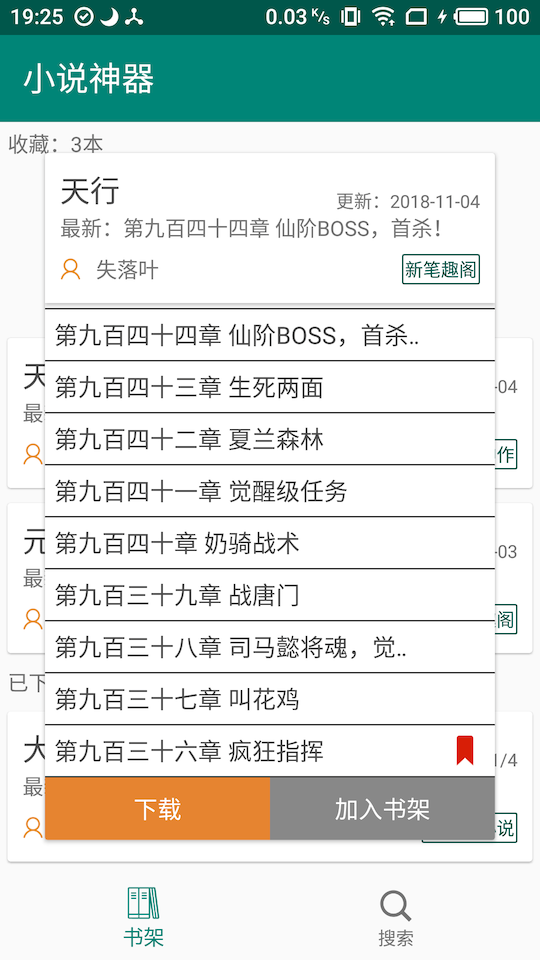 19:25 0.03 K/s 100
小说神器
收藏：3本
天行
更新：2018-11-04
最新：第九百四十四章 仙阶BOSS，首杀！
失落叶
新笔趣阁
第九百四十四章 仙阶BOSS，首杀..
第九百四十三章 生死两面
天
-04
最
第九百四十二章 夏兰森林
作
第九百四十一章 觉醒级任务
第九百四十章 奶骑战术
元
-03
最
第九百三十九章 战唐门
阁
第九百三十八章 司马懿将魂，觉..
已下
第九百三十七章 叫花鸡
第九百三十六章 疯狂指挥
大
1/4
最
下载
加入书架
说
书架
搜索